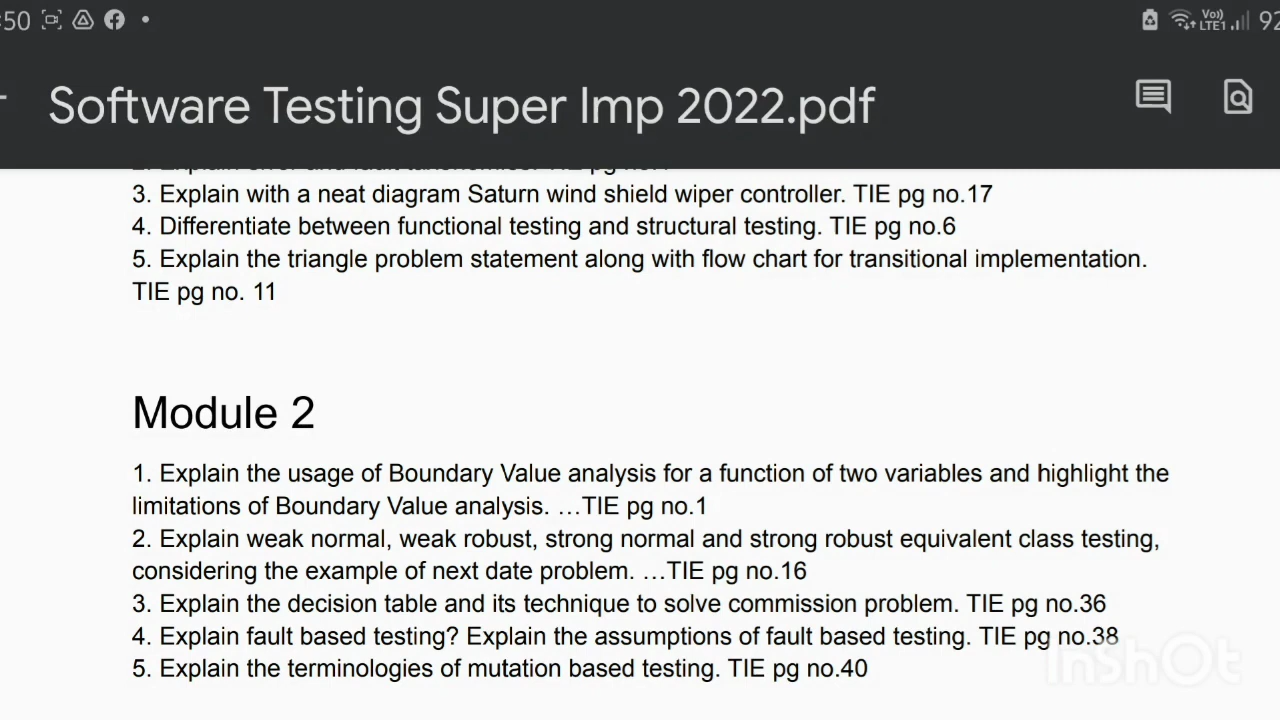 :50
Vo))
LTE1
92
Software Testing Super Imp 2022.pdf
3. Explain with a neat diagram Saturn wind shield wiper controller. TIE pg no.17
4. Differentiate between functional testing and structural testing. TIE pg no.6
5. Explain the triangle problem statement along with flow chart for transitional implementation.
TIE pg no. 11
Module 2
1. Explain the usage of Boundary Value analysis for a function of two variables and highlight the
limitations of Boundary Value analysis. …TIE pg no.1
2. Explain weak normal, weak robust, strong normal and strong robust equivalent class testing,
considering the example of next date problem. …TIE pg no.16
3. Explain the decision table and its technique to solve commission problem. TIE pg no.36
4. Explain fault based testing? Explain the assumptions of fault based testing. TIE pg no.38
5. Explain the terminologies of mutation based testing. TIE pg no.40
InShOt